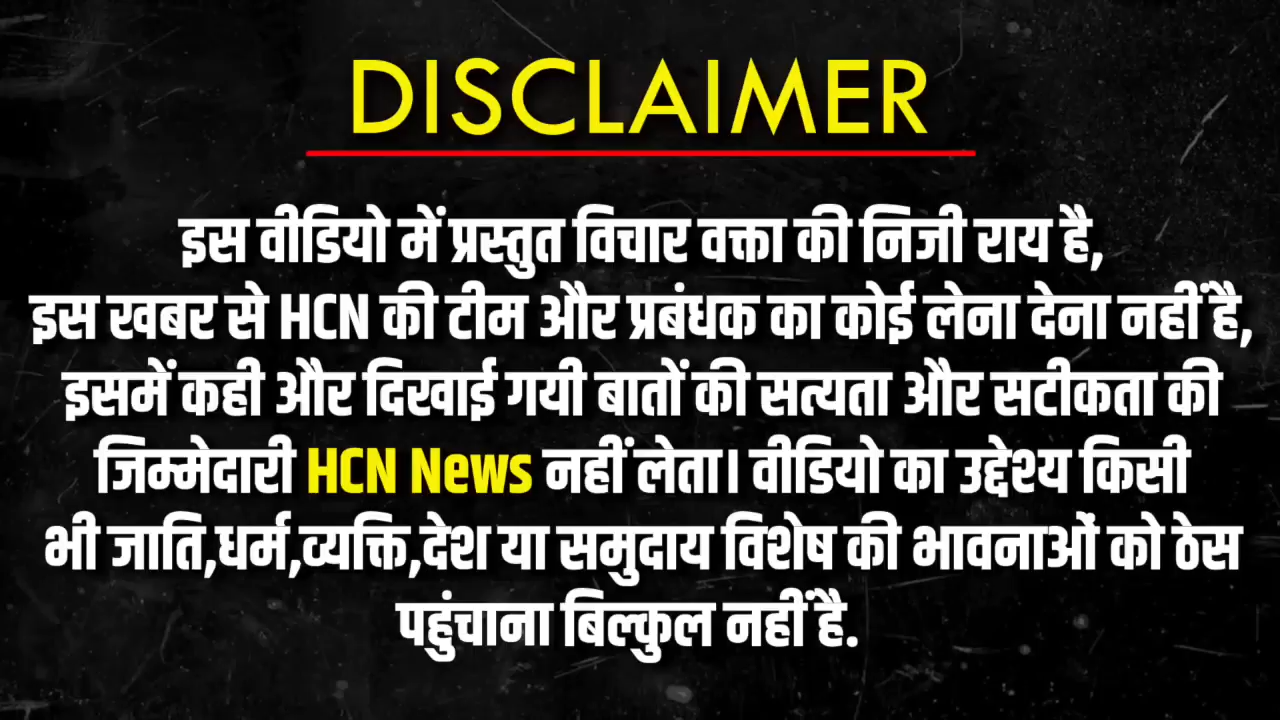 DISCLAIMER
इस वीडियो में प्रस्तुत विचार वक्ता की निजी राय है,
इस खबर से HCN की टीम और प्रबंधक का कोई लेना देना नहीं है,
इसमें कही और दिखाई गयी बातों की सत्यता और सटीकता की
जिम्मेदारी HCN News नहीं लेता। वीडियो का उद्देश्य किसी
भी जाति,धर्म,व्यक्ति,देश या समुदाय विशेष की भावनाओं को ठेस
पहुंचाना बिल्कुल नहीं है.